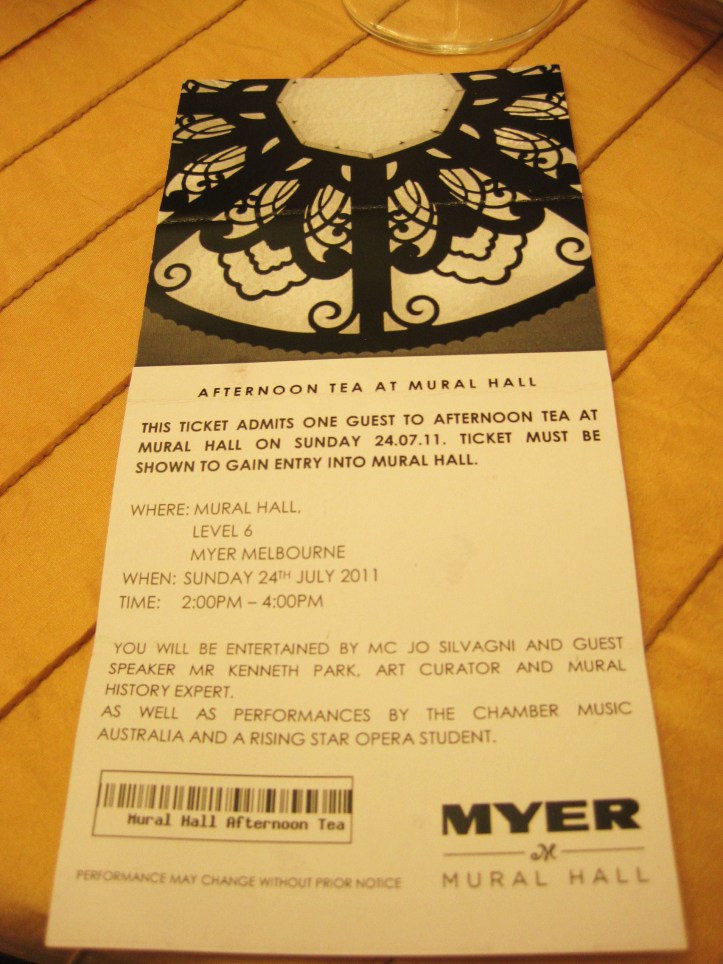 AFTERNOON TEA AT MURAL HALL
THIS TICKET ADMITS ONE GUEST TO AFTERNOON TEA AT
MURAL HALL ON SUNDAY 24.07.11. TICKET MUST BE
SHOWN TO GAIN ENTRY INTO MURAL HALL.
WHERE: MURAL HALL,
LEVEL 6
MYER MELBOURNE
WHEN: SUNDAY 24TH JULY 2011
TIME: 2:00PM – 4:00PM
YOU WILL BE ENTERTAINED BY MC JO SILVAGNI AND GUEST
SPEAKER MR KENNETH PARK, ART CURATOR AND MURAL
HISTORY EXPERT.
AS WELL AS PERFORMANCES BY THE CHAMBER MUSIC
AUSTRALIA AND A RISING STAR OPERA STUDENT.
Mural Hall Afternoon Tea
MYER
M
MURAL HALL
PERFORMANCE MAY CHANGE WITHOUT PRIOR NOTICE